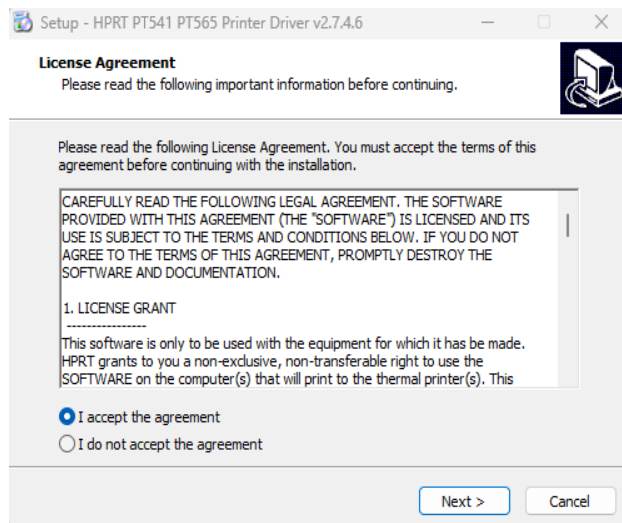 Setup - HPRT PT541 PT565 Printer Driver v2.7.4.6
License Agreement
Please read the following important information before continuing.
Please read the following License Agreement. You must accept the terms of this
agreement before continuing with the installation.
CAREFULLY READ THE FOLLOWING LEGAL AGREEMENT. THE SOFTWARE
PROVIDED WITH THIS AGREEMENT (THE "SOFTWARE") IS LICENSED AND ITS
USE IS SUBJECT TO THE TERMS AND CONDITIONS BELOW. IF YOU DO NOT
AGREE TO THE TERMS OF THIS AGREEMENT, PROMPTLY DESTROY THE
SOFTWARE AND DOCUMENTATION.
1. LICENSE GRANT
----------------
This software is only to be used with the equipment for which it has be made.
HPRT grants to you a non-exclusive, non-transferable right to use the
SOFTWARE on the computer(s) that will print to the thermal printer(s). This
I accept the agreement
I do not accept the agreement
Next >
Cancel